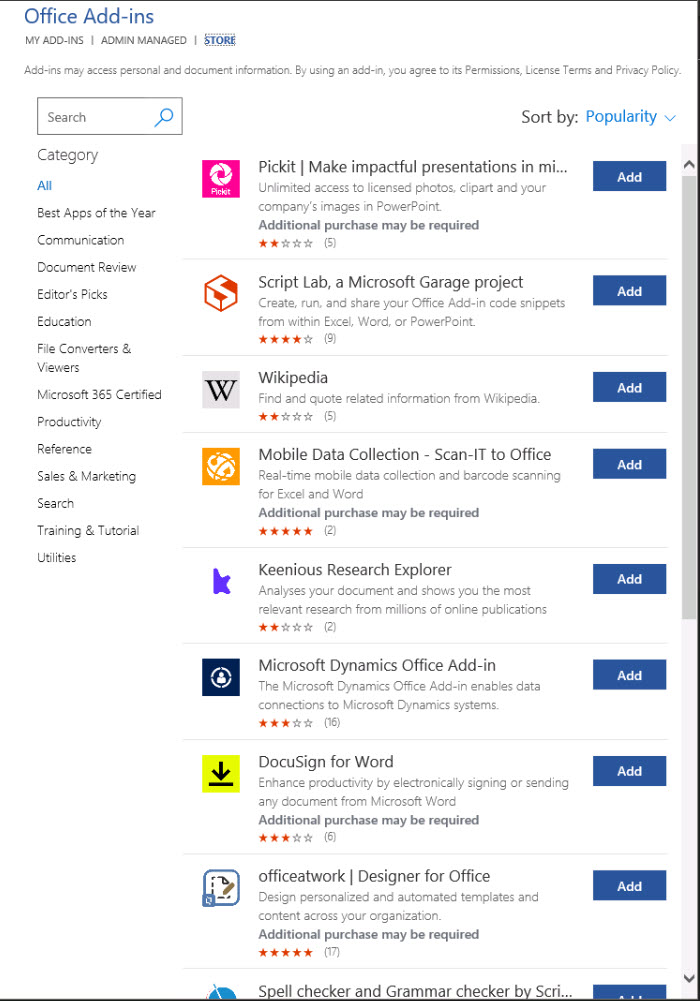 Office Add-ins
MY ADD-INS | ADMIN MANAGED | STORE
Add-ins may access personal and document information. By using an add-in, you agree to its Permissions, License Terms and Privacy Policy.
Search
Sort by: Popularity
Category
All
Best Apps of the Year
Communication
Document Review
Editor's Picks
Education
File Converters &
Viewers
Microsoft 365 Certified
Productivity
Reference
Sales & Marketing
Search
Training & Tutorial
Utilities
Pickit
Pickit | Make impactful presentations in mi...
Add
Unlimited access to licensed photos, clipart and your
company's images in PowerPoint.
Additional purchase may be required
(5)
Script Lab, a Microsoft Garage project
Add
Create, run, and share your Office Add-in code snippets
from within Excel, Word, or PowerPoint.
(9)
W
Wikipedia
Add
Find and quote related information from Wikipedia.
(5)
Mobile Data Collection - Scan-IT to Office
Add
Real-time mobile data collection and barcode scanning
for Excel and Word
Additional purchase may be required
(2)
Keenious Research Explorer
Add
Analyses your document and shows you the most
relevant research from millions of online publications
(2)
Microsoft Dynamics Office Add-in
Add
The Microsoft Dynamics Office Add-in enables data
connections to Microsoft Dynamics systems.
(16)
DocuSign for Word
Add
Enhance productivity by electronically signing or sending
any document from Microsoft Word
Additional purchase may be required
(6)
officeatwork | Designer for Office
Add
Design personalized and automated templates and
content across your organization.
Additional purchase may be required
(17)
Spell checker and Grammar checker by Scri...
Add